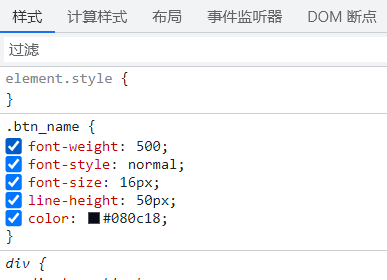 样式 计算样式 布局 事件监听器 DOM 断点
过滤
element.style {
}
.btn_name {
font-weight: 500;
font-style: normal;
font-size: 16px;
line-height: 50px;
color: #080c18;
}
div {